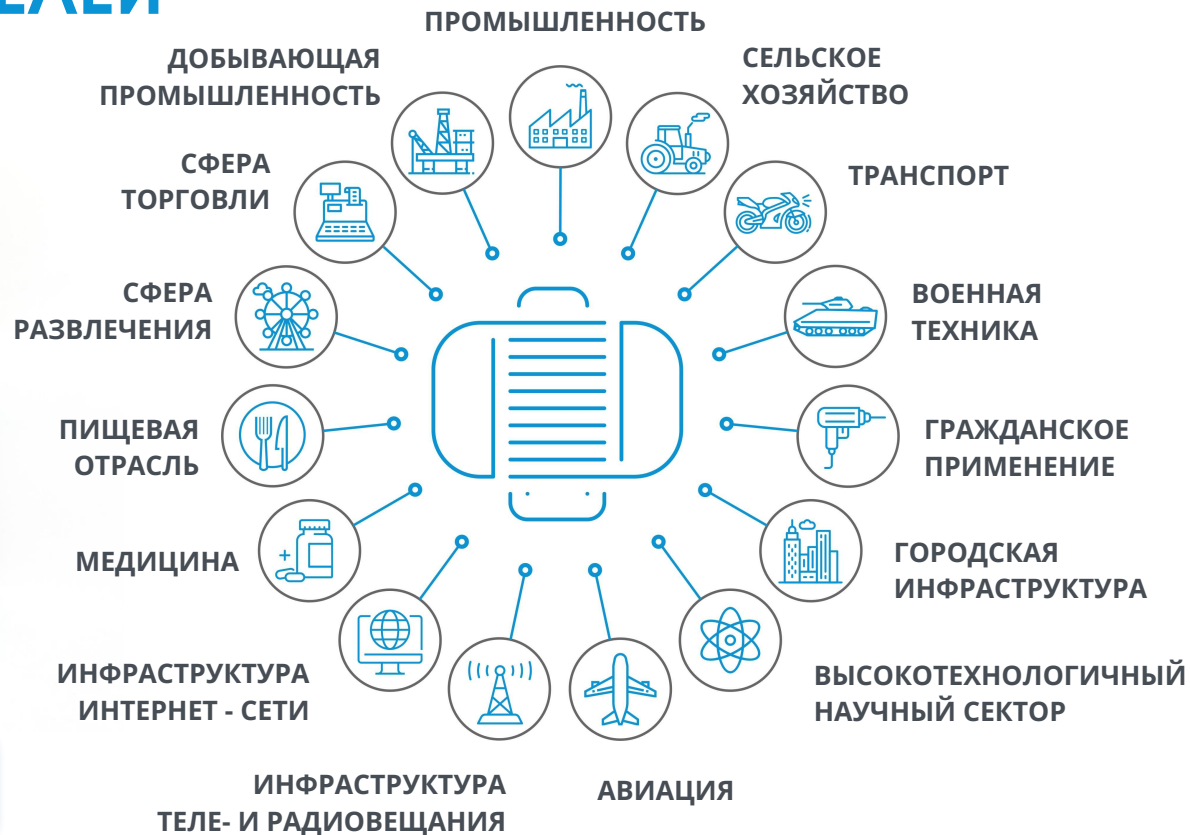 ПРОМЫШЛЕННОСТЬ
ДОБЫВАЮЩАЯ
ПРОМЫШЛЕННОСТЬ
СЕЛЬСКОЕ
ХОЗЯЙСТВО
СФЕРА
ТОРГОВЛИ
ТРАНСПОРТ
СФЕРА
РАЗВЛЕЧЕНИЯ
ВОЕННАЯ
ТЕХНИКА
ПИЩЕВАЯ
ОТРАСЛЬ
ГРАЖДАНСКОЕ
ПРИМЕНЕНИЕ
МЕДИЦИНА
ГОРОДСКАЯ
ИНФРАСТРУКТУРА
ИНФРАСТРУКТУРА
ИНТЕРНЕТ - СЕТИ
ВЫСОКОТЕХНОЛОГИЧНЫЙ
НАУЧНЫЙ СЕКТОР
ИНФРАСТРУКТУРА
ТЕЛЕ- И РАДИОВЕЩАНИЯ
АВИАЦИЯ